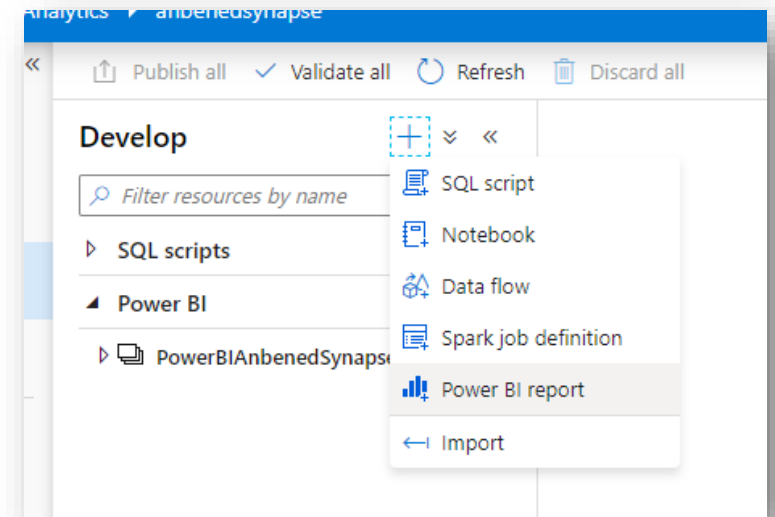 Analytics anbenedsynapse
Publish all Validate all Refresh Discard all
Develop
Filter resources by name
SQL scripts
Power BI
PowerBIAnbenedSynapse
SQL script
Notebook
Data flow
Spark job definition
Power BI report
Import